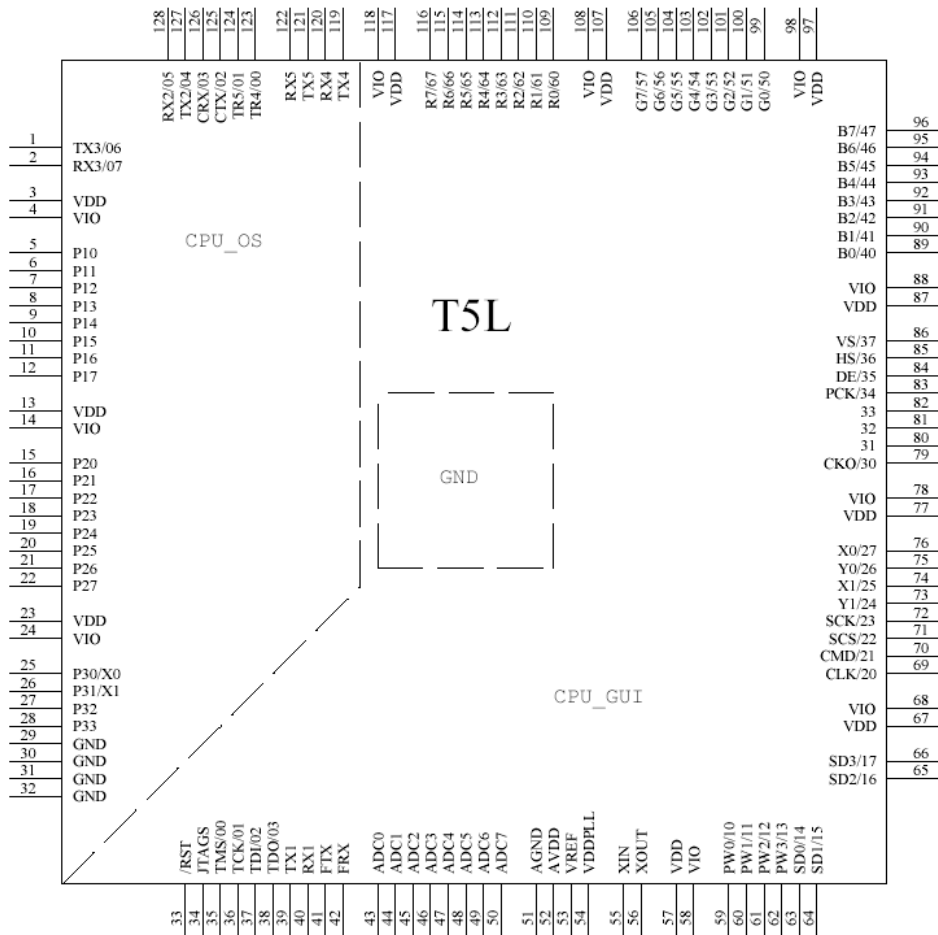 128 127 126 125 124 123 122 121 120 119 118 117 116 115 114 113 112 111 110 109 108 107 106 105 104 103 102 101 100 99 98 97
RX2/05 TX2/04 CRX/03 CTX/02 TR5/01 TR4/00 RX5 TX5 RX4 TX4 VIO VDD R7/67 R6/66 R5/65 R4/64 R3/63 R2/62 R1/61 R0/60 VIO VDD G7/57 G6/56 G5/55 G4/54 G3/53 G2/52 G1/51 G0/50 VIO VDD
1 TX3/06
2 RX3/07
3 VDD
4 VIO
5 P10
6 P11
7 P12
8 P13
9 P14
10 P15
11 P16
12 P17
13 VDD
14 VIO
15 P20
16 P21
17 P22
18 P23
19 P24
20 P25
21 P26
22 P27
23 VDD
24 VIO
25 P30/X0
26 P31/X1
27 P32
28 P33
29 GND
30 GND
31 GND
32 GND
CPU_OS
T5L
GND
CPU_GUI
B7/47 96
B6/46 95
B5/45 94
B4/44 93
B3/43 92
B2/42 91
B1/41 90
B0/40 89
VIO 88
VDD 87
VS/37 86
HS/36 85
DE/35 84
PCK/34 83
33 82
32 81
31 80
CKO/30 79
VIO 78
VDD 77
X0/27 76
Y0/26 75
X1/25 74
Y1/24 73
SCK/23 72
SCS/22 71
CMD/21 70
CLK/20 69
VIO 68
VDD 67
SD3/17 66
SD2/16 65
/RST JTAGS TMS/00 TCK/01 TDI/02 TDO/03 TX1 RX1 FTX FRX ADC0 ADC1 ADC2 ADC3 ADC4 ADC5 ADC6 ADC7 AGND AVDD VREF VDDPLL XIN XOUT VDD VIO PW0/10 PW1/11 PW2/12 PW3/13 SD0/14 SD1/15
33 34 35 36 37 38 39 40 41 42 43 44 45 46 47 48 49 50 51 52 53 54 55 56 57 58 59 60 61 62 63 64